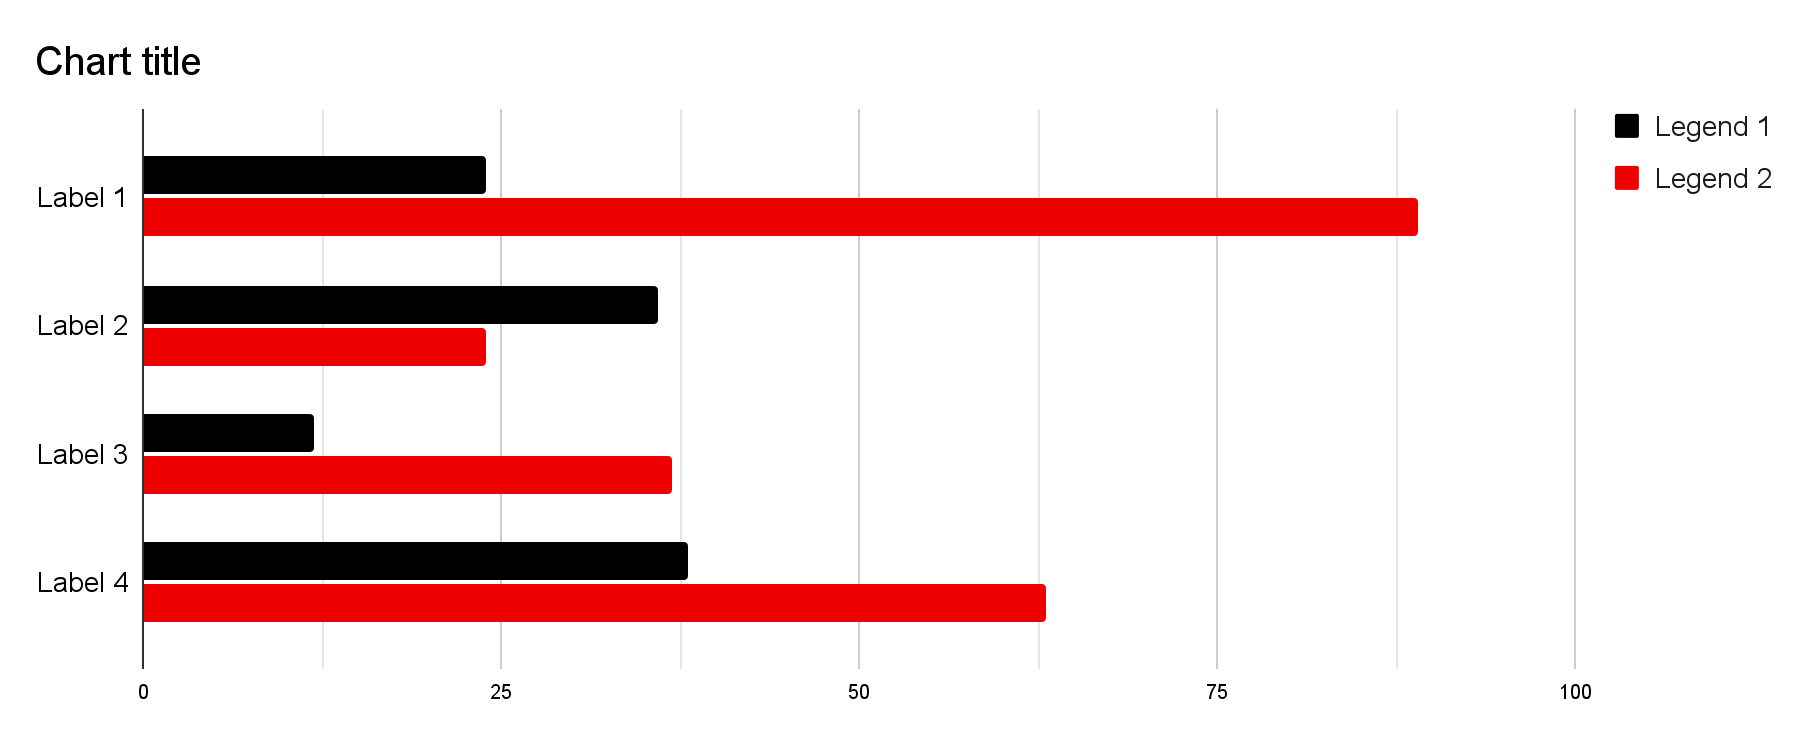 Chart title
Legend 1
Legend 2
Label 1
Label 2
Label 3
Label 4
0 25 50 75 100